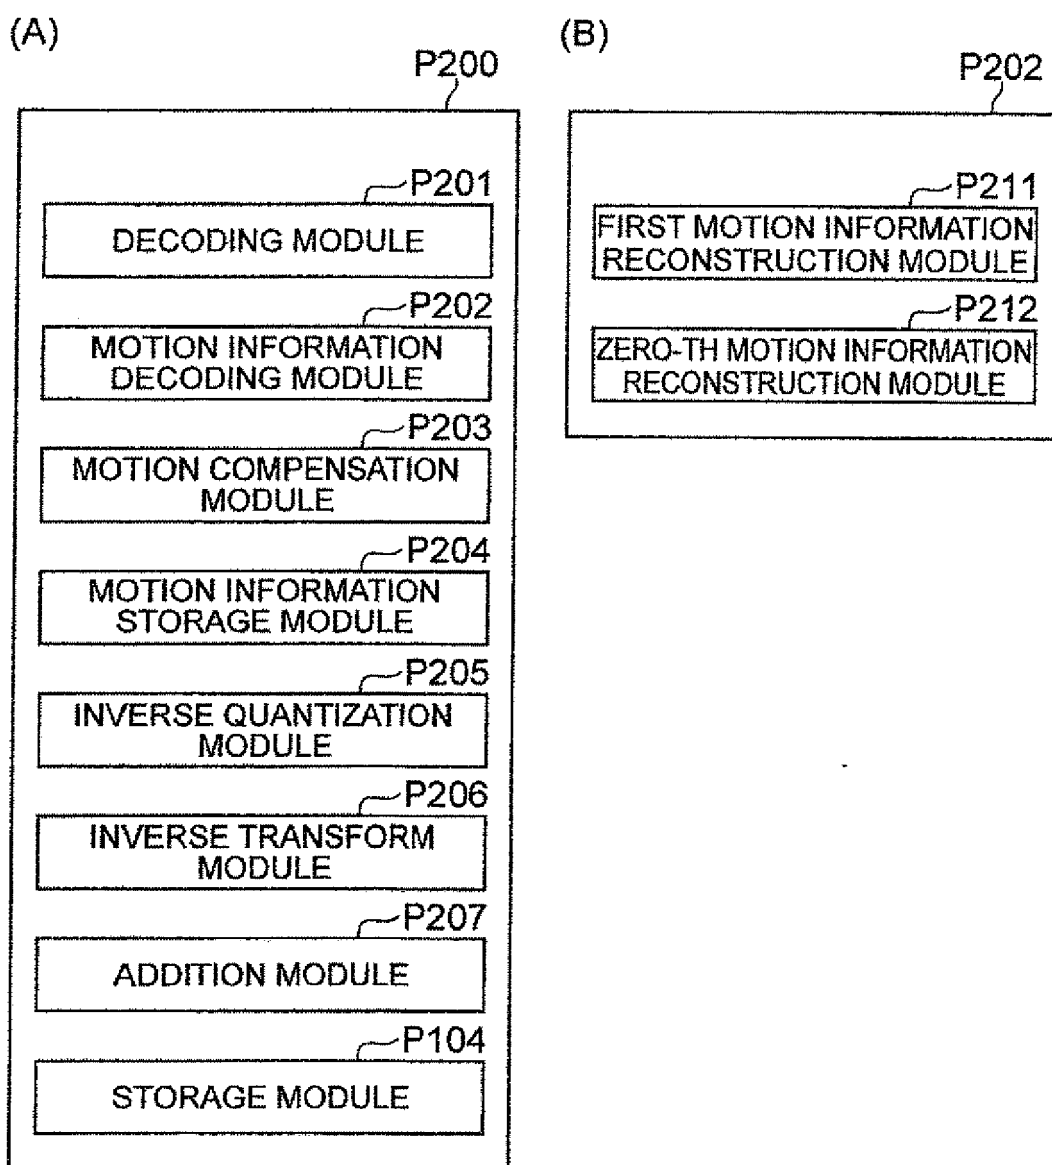 (A)
P200
P201
DECODING MODULE
P202
MOTION INFORMATION
DECODING MODULE
P203
MOTION COMPENSATION
MODULE
P204
MOTION INFORMATION
STORAGE MODULE
P205
INVERSE QUANTIZATION
MODULE
P206
INVERSE TRANSFORM
MODULE
P207
ADDITION MODULE
P104
STORAGE MODULE
(B)
P202
P211
FIRST MOTION INFORMATION
RECONSTRUCTION MODULE
P212
ZERO-TH MOTION INFORMATION
RECONSTRUCTION MODULE